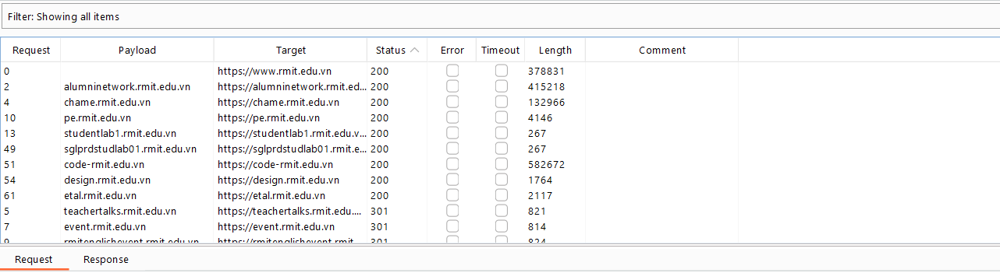 Filter: Showing all items
Request Payload Target Status Error Timeout Length Comment
0 https://www.rmit.edu.vn 200 378831
2 alumninetwork.rmit.edu.vn https://alumninetwork.rmit.ed... 200 415218
4 chame.rmit.edu.vn https://chame.rmit.edu.vn 200 132966
10 pe.rmit.edu.vn https://pe.rmit.edu.vn 200 4146
13 studentlab1.rmit.edu.vn https://studentlab1.rmit.edu.v... 200 267
49 sglprdstudlab01.rmit.edu.vn https://sglprdstudlab01.rmit.e... 200 267
51 code-rmit.edu.vn https://code-rmit.edu.vn 200 582672
54 design.rmit.edu.vn https://design.rmit.edu.vn 200 1764
61 etal.rmit.edu.vn https://etal.rmit.edu.vn 200 2117
5 teachertalks.rmit.edu.vn https://teachertalks.rmit.edu.... 301 821
7 event.rmit.edu.vn https://event.rmit.edu.vn 301 814
9 rmitenglishevent.rmit.edu.vn https://rmitenglishevent.rmit... 301 824
Request Response